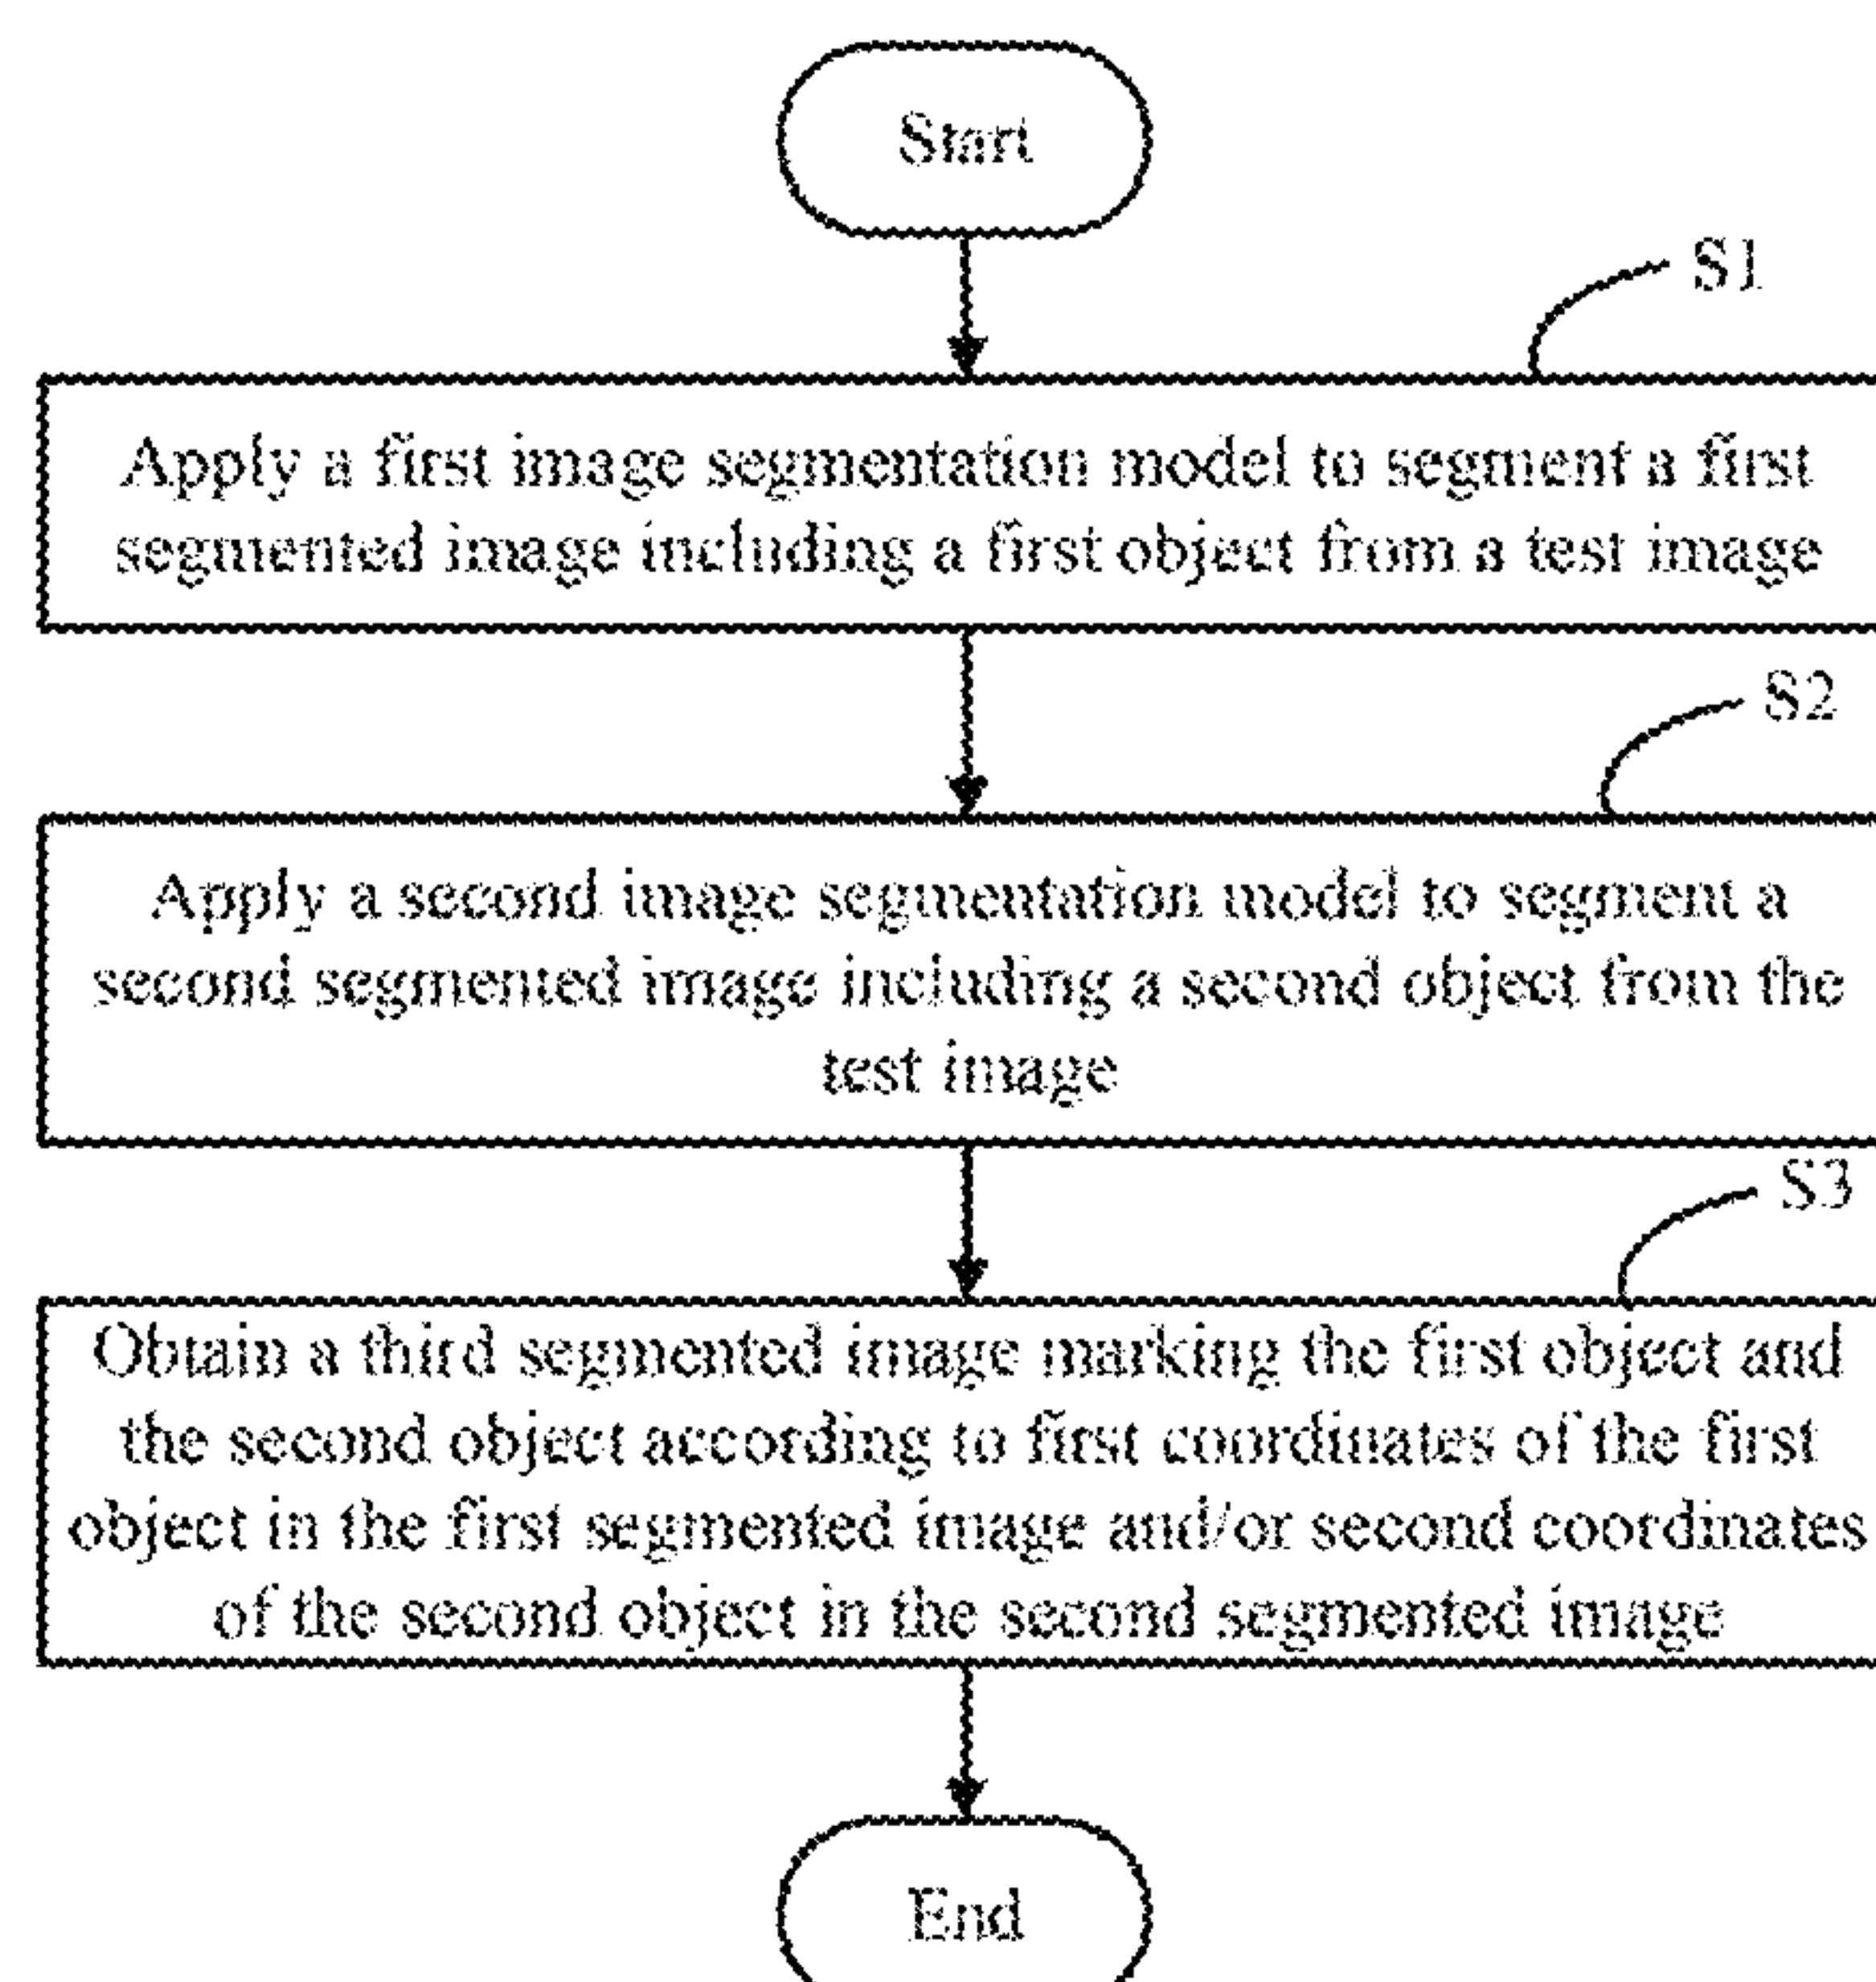 Start
S1
Apply a first image segmentation model to segment a first
segmented image including a first object from a test image
S2
Apply a second image segmentation model to segment a
second segmented image including a second object from the
test image
S3
Obtain a third segmented image marking the first object and
the second object according to first coordinates of the first
object in the first segmented image and/or second coordinates
of the second object in the second segmented image
End